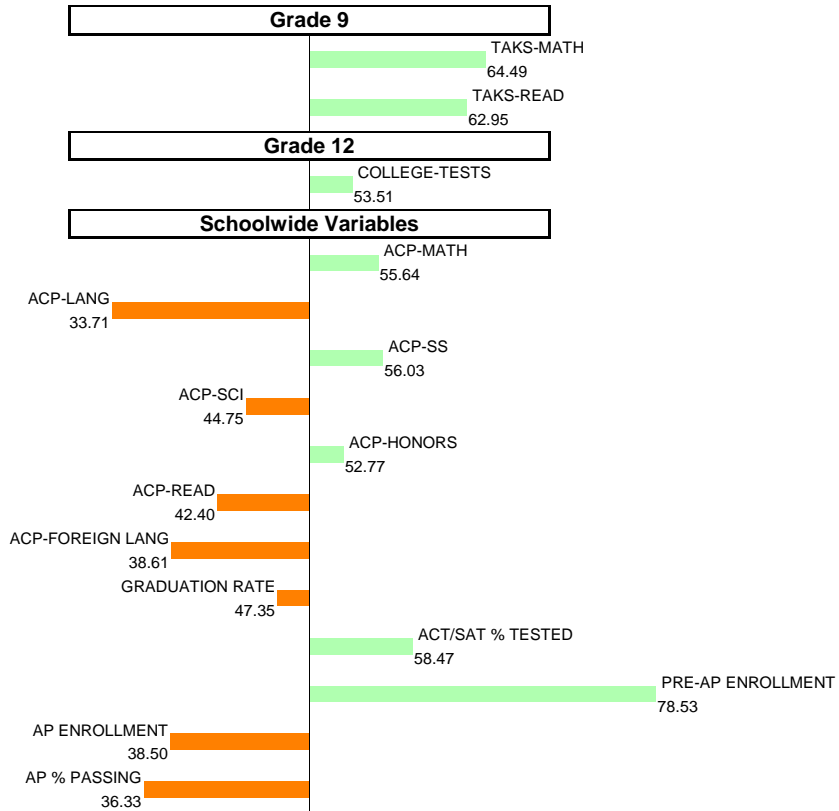 Grade 9
TAKS-MATH
64.49
TAKS-READ
62.95
Grade 12
COLLEGE-TESTS
53.51
Schoolwide Variables
ACP-MATH
55.64
ACP-LANG
33.71
ACP-SS
56.03
ACP-SCI
44.75
ACP-HONORS
52.77
ACP-READ
42.40
ACP-FOREIGN LANG
38.61
GRADUATION RATE
47.35
ACT/SAT % TESTED
58.47
PRE-AP ENROLLMENT
78.53
AP ENROLLMENT
38.50
AP % PASSING
36.33